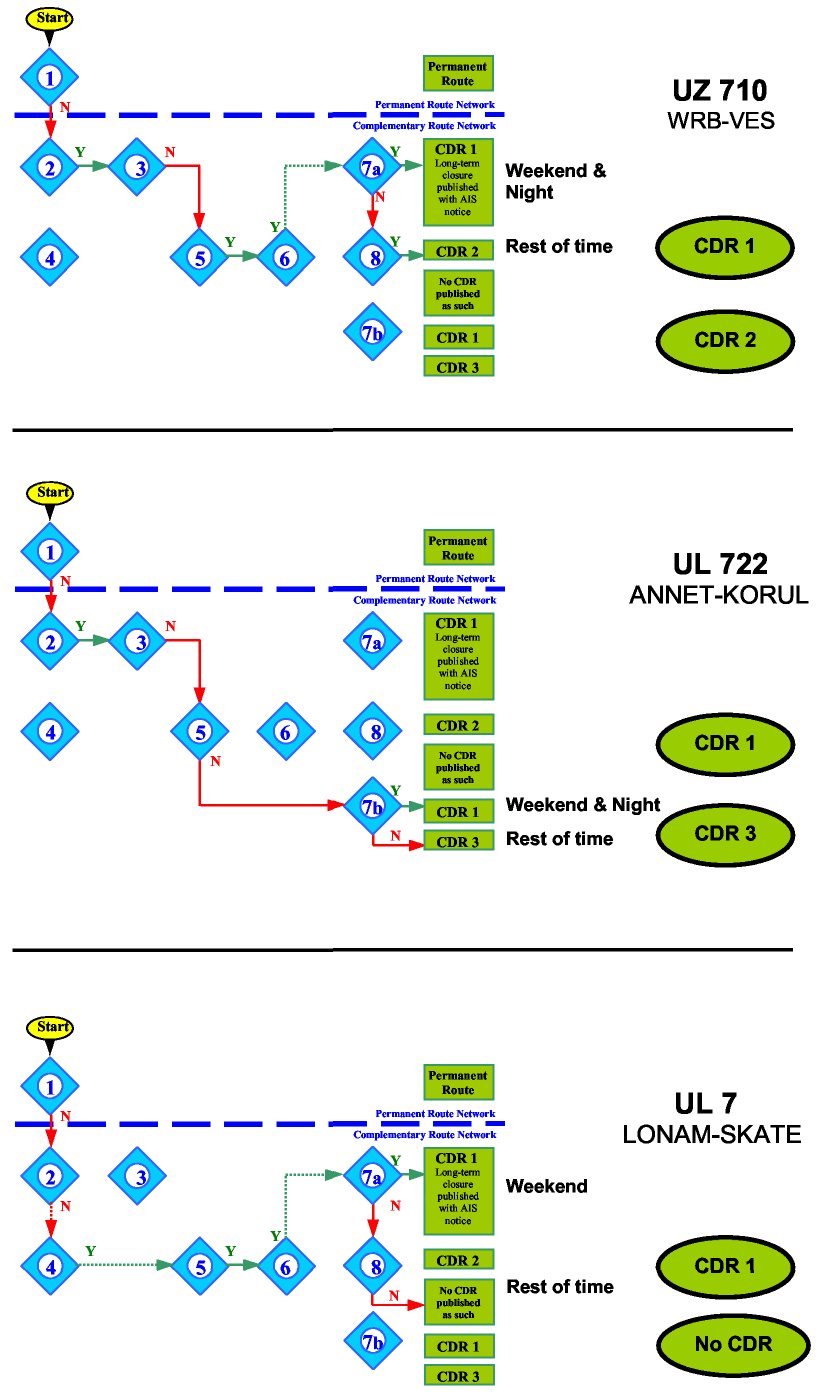 Start
1
N
Permanent
Route
UZ 710
WRB-VES
Permanent Route Network
Complementary Route Network
2
Y
3
N
7a
Y
N
CDR 1
Long-term
closure
published
with AIS
notice
Weekend &
Night
4
5
Y
6
Y
8
Y
CDR 2
Rest of time
CDR 1
No CDR
published
as such
7b
CDR 1
CDR 3
CDR 2
Start
1
N
Permanent
Route
UL 722
ANNET-KORUL
Permanent Route Network
Complementary Route Network
2
Y
3
N
7a
CDR 1
Long-term
closure
published
with AIS
notice
4
5
N
6
8
CDR 2
CDR 1
No CDR
published
as such
7b
Y
N
CDR 1
Weekend & Night
CDR 3
Rest of time
CDR 3
Start
1
N
Permanent
Route
UL 7
LONAM-SKATE
Permanent Route Network
Complementary Route Network
2
N
3
7a
Y
N
CDR 1
Long-term
closure
published
with AIS
notice
Weekend
4
Y
5
Y
6
Y
8
N
CDR 2
CDR 1
No CDR
published
as such
Rest of time
7b
CDR 1
CDR 3
No CDR